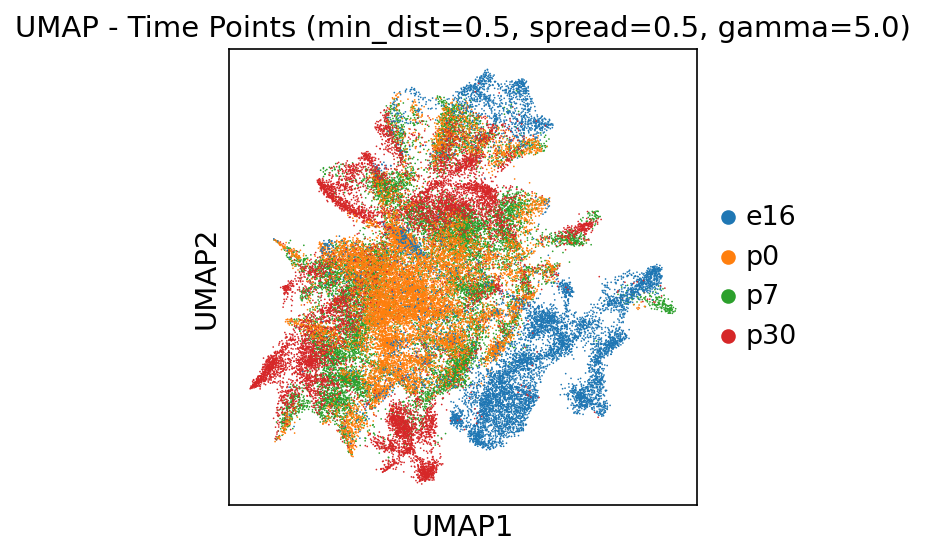 UMAP - Time Points (min_dist=0.5, spread=0.5, gamma=5.0)
UMAP2
e16
p0
p7
p30
UMAP1